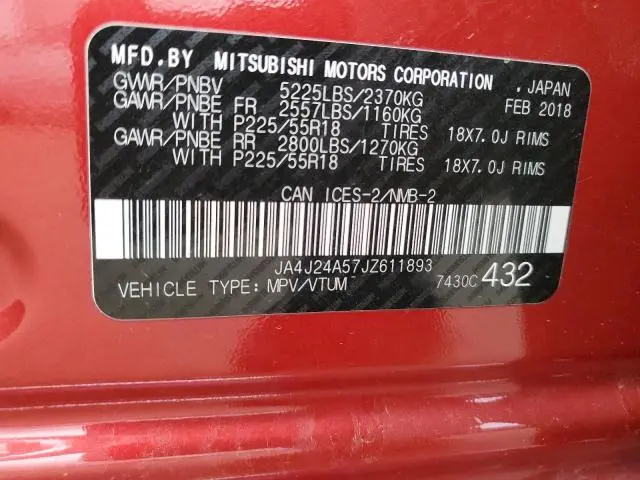 MFD.BY MITSUBISHI MOTORS CORPORATION . JAPAN
GVWR/PNBV 5225LBS/2370KG FEB 2018
GAWR/PNBE FR 2557LBS/1160KG
WITH P225/55R18 TIRES 18X7.0J RIMS
GAWR/PNBE RR 2800LBS/1270KG
WITH P225/55R18 TIRES 18X7.0J RIMS
CAN ICES-2/NMB-2
JA4J24A57JZ611893
VEHICLE TYPE: MPV/VTUM 7430C 432